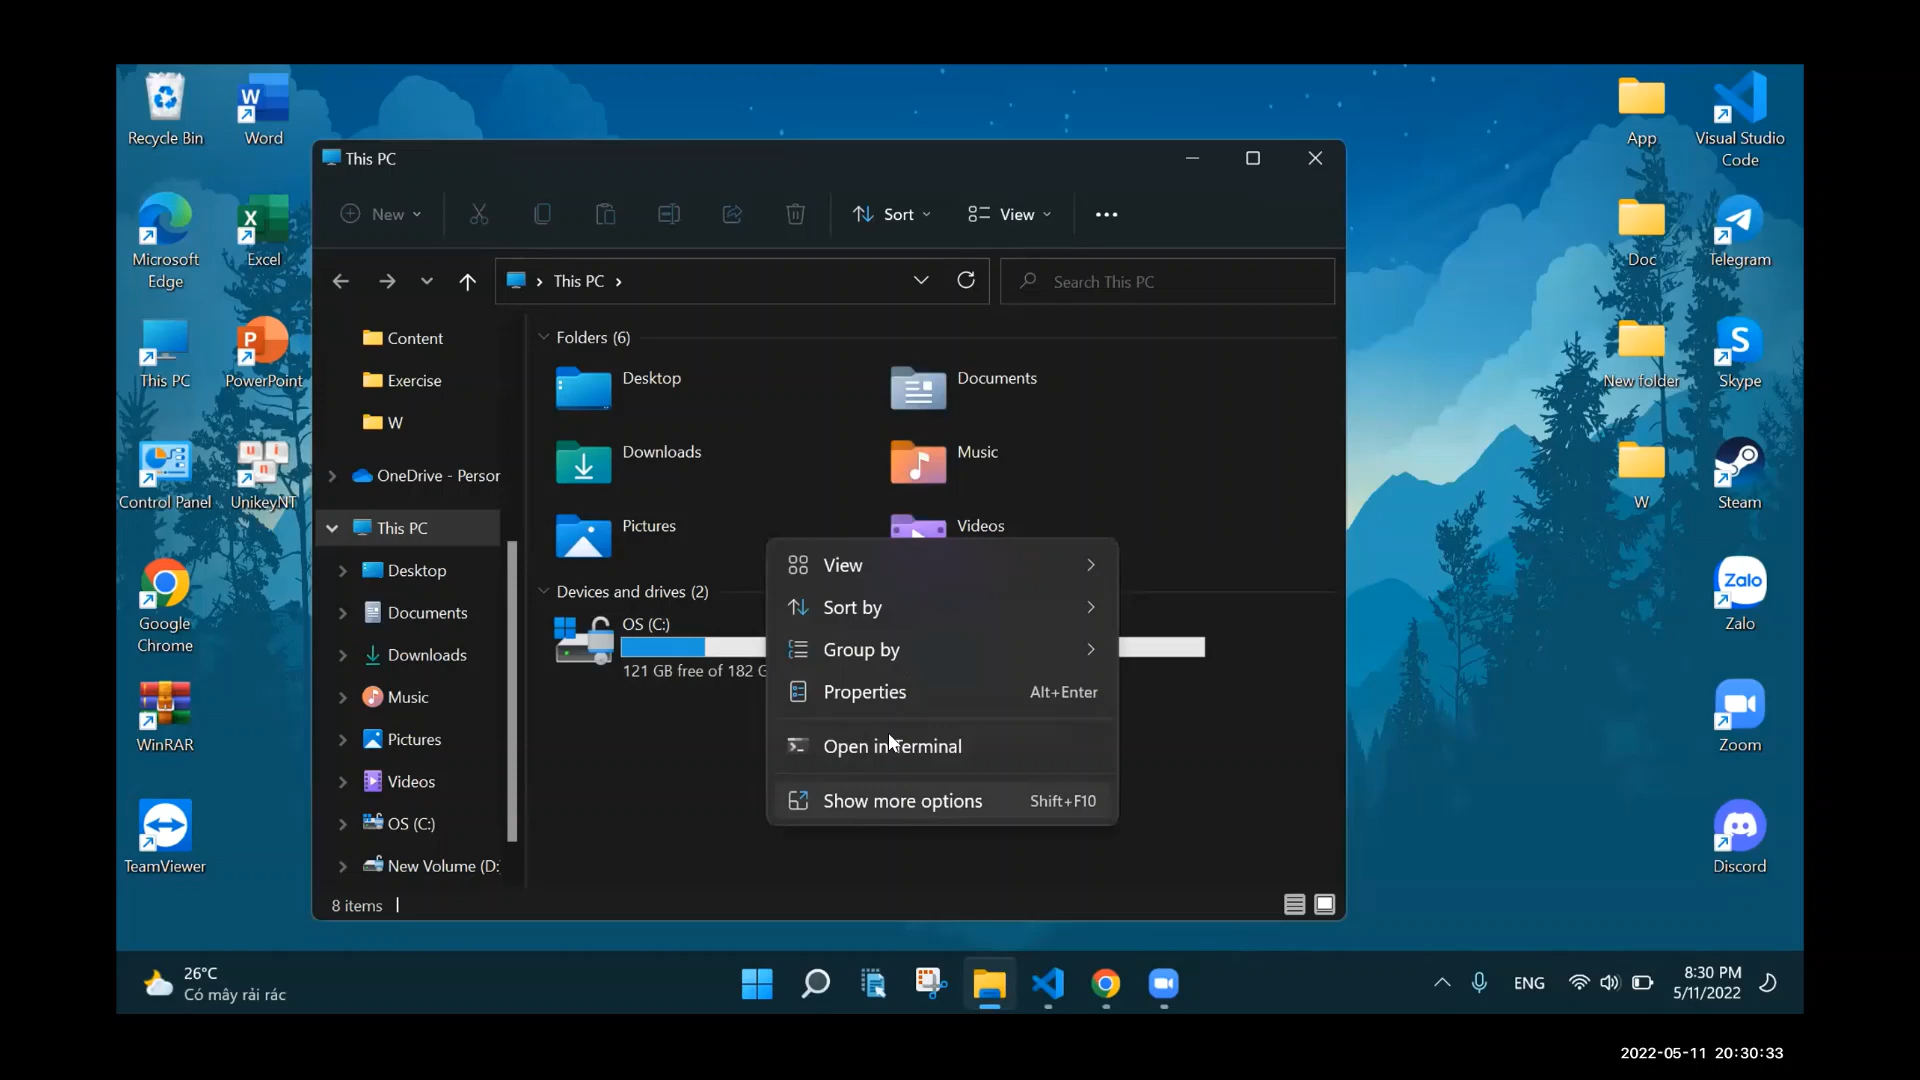 Recycle Bin
Word
Microsoft
Edge
Excel
This PC
PowerPoint
Control Panel
UnikeyNT
Google
Chrome
WinRAR
TeamViewer
This PC
New
Sort
View
This PC
Search This PC
Content
Exercise
W
OneDrive - Person
This PC
Desktop
Documents
Downloads
Music
Pictures
Videos
OS (C:)
New Volume (D:
8 items
Folders (6)
Desktop
Documents
Downloads
Music
Pictures
Videos
Devices and drives (2)
OS (C:)
121 GB free of 182 G
View
Sort by
Group by
Properties Alt+Enter
Open in Terminal
Show more options Shift+F10
App
Visual Studio
Code
Doc
Telegram
New folder
Skype
W
Steam
Zalo
Zalo
Zoom
Discord
26°C
Có mây rải rác
ENG
8:30 PM
5/11/2022
2022-05-11 20:30:33